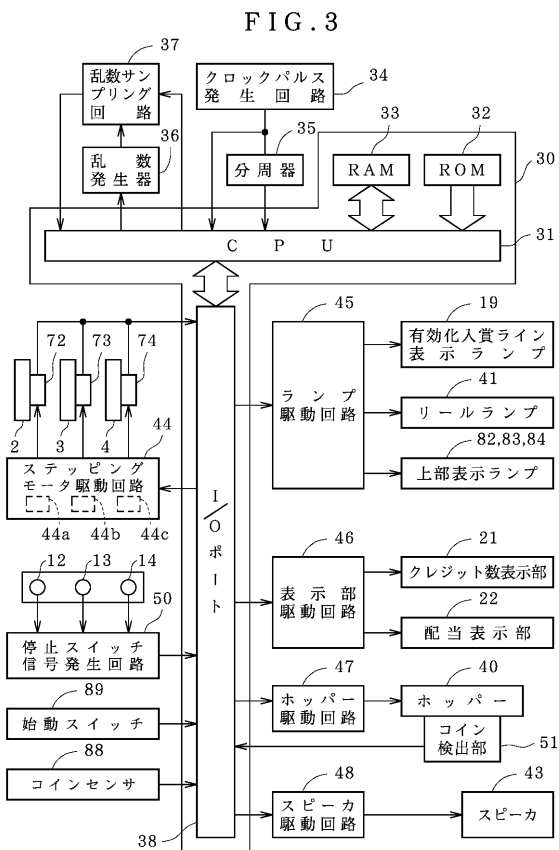 FIG.3
37
乱数サン
プリング
回路
クロックパルス
発生回路
34
36
乱数
発生器
35
分周器
33
RAM
32
ROM
30
CPU
31
72
73
74
2
3
4
44
ステッピング
モータ駆動回路
44a
44b
44c
12
13
14
50
停止スイッチ
信号発生回路
89
始動スイッチ
88
コインセンサ
38
I/Oポート
45
ランプ
駆動回路
19
有効化入賞ライン
表示ランプ
41
リールランプ
82,83,84
上部表示ランプ
46
表示部
駆動回路
21
クレジット数表示部
22
配当表示部
47
ホッパー
駆動回路
40
ホッパー
コイン
検出部
51
48
スピーカ
駆動回路
43
スピーカ